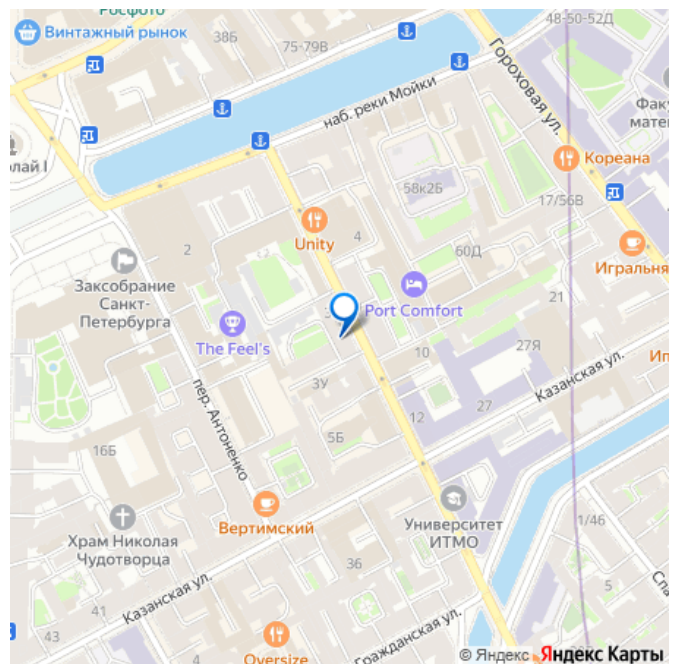 Росфото
Винтажный рынок
38Б
75-79В
48-50-52Д
Гороховая ул.
наб. реки Мойки
Фак
мате
Кореана
олай I
58к2Б
17/56В
Unity
4
2
60Д
Игральня
Заксобрание
Санкт-
Петербурга
Port Comfort
21
The Feel's
10
27Я
Ип
Казанская ул.
3У
пер. Антоненко
12
27
5Б
16Б
Вертимский
Университет
ИТМО
1/46
Храм Николая
Чудотворца
Казанская ул.
36
5
Спа
41
43
Гражданская ул.
Oversize
© Яндекс Яндекс Карты